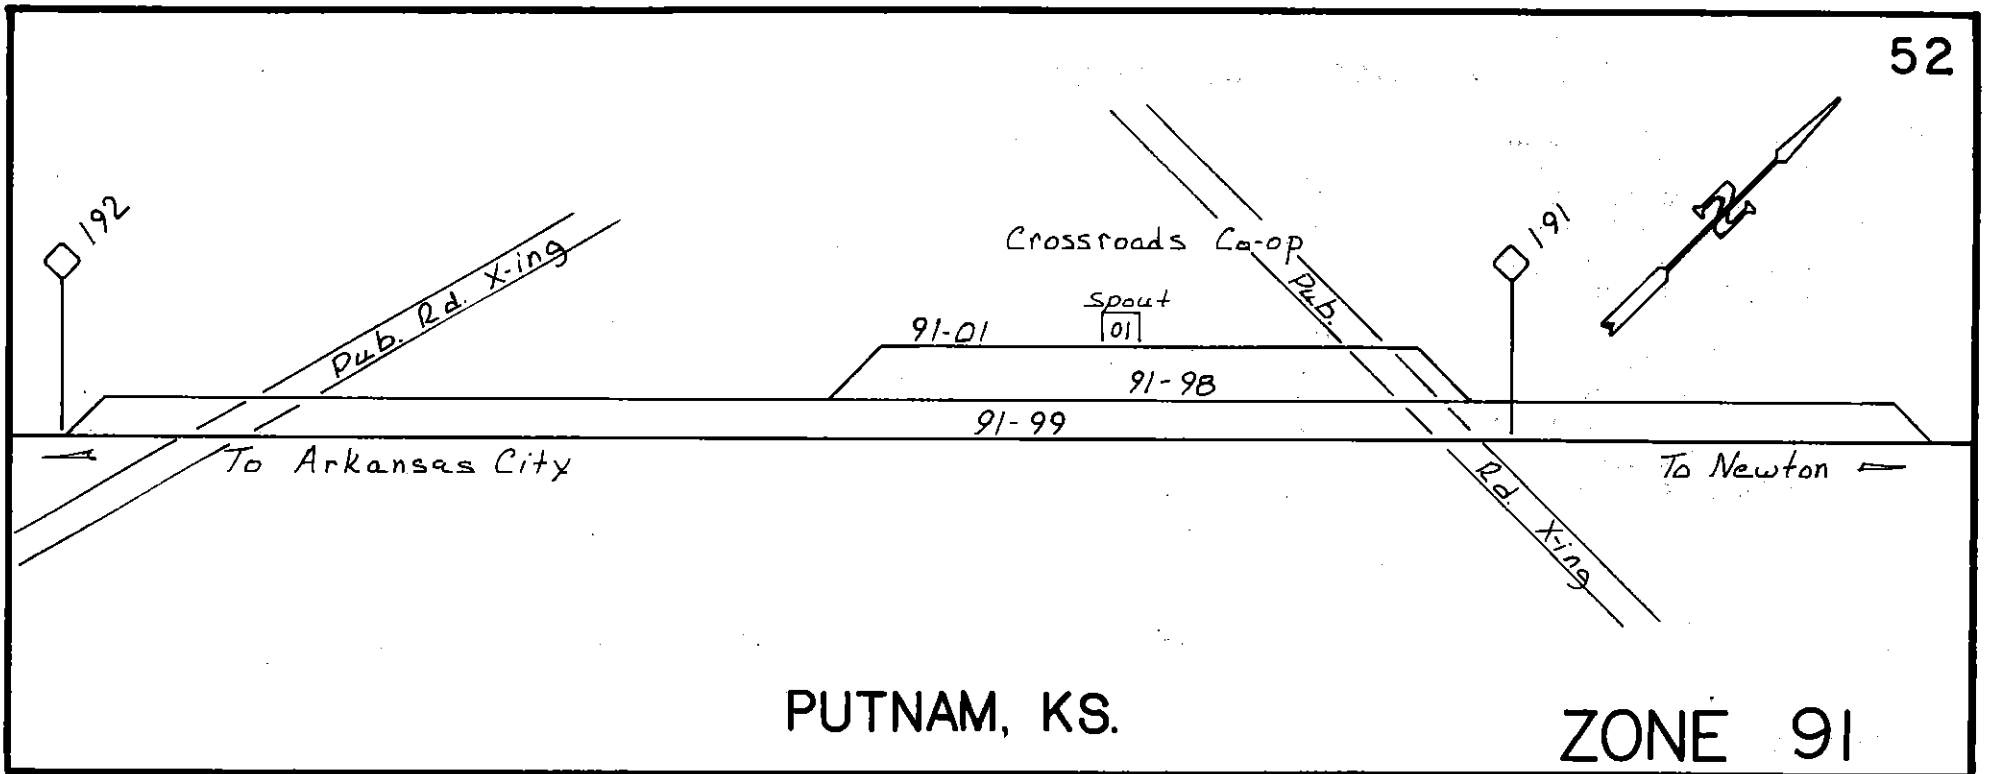 52
192
191
N
Pub. Rd. X-ing
Crossroads Co-op
Pub.
Spout
01
91-01
91-98
91-99
To Arkansas City
To Newton
Rd. X-ing
PUTNAM, KS.
ZONE 91